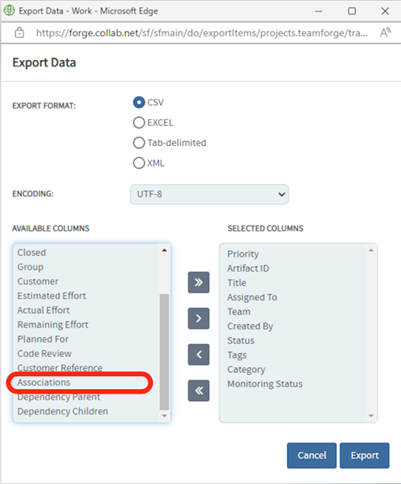 Export Data - Work - Microsoft Edge
https://forge.collab.net/sf/sfmain/do/exportItems/projects.teamforge/tra...
Export Data
EXPORT FORMAT:
CSV
EXCEL
Tab-delimited
XML
ENCODING:
UTF-8
AVAILABLE COLUMNS
Closed
Group
Customer
Estimated Effort
Actual Effort
Remaining Effort
Planned For
Code Review
Customer Reference
Associations
Dependency Parent
Dependency Children
SELECTED COLUMNS
Priority
Artifact ID
Title
Assigned To
Team
Created By
Status
Tags
Category
Monitoring Status
Cancel
Export